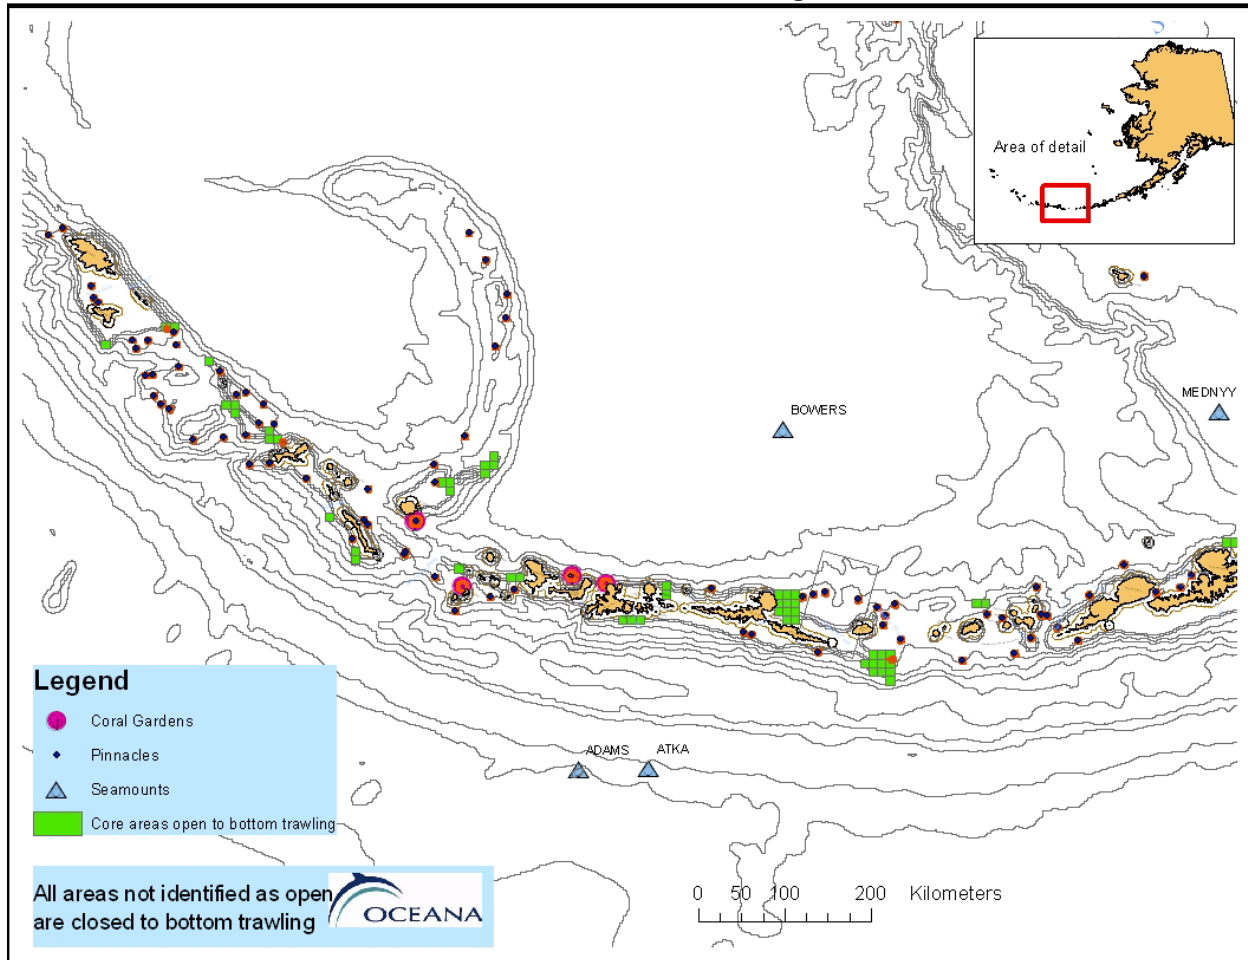 Area of detail
MEDNYY
BOWERS
ADAMS
ATKA
Legend
Coral Gardens
Pinnacles
Seamounts
Core areas open to bottom trawling
All areas not identified as open
are closed to bottom trawling
OCEANA
0 50 100 200 Kilometers